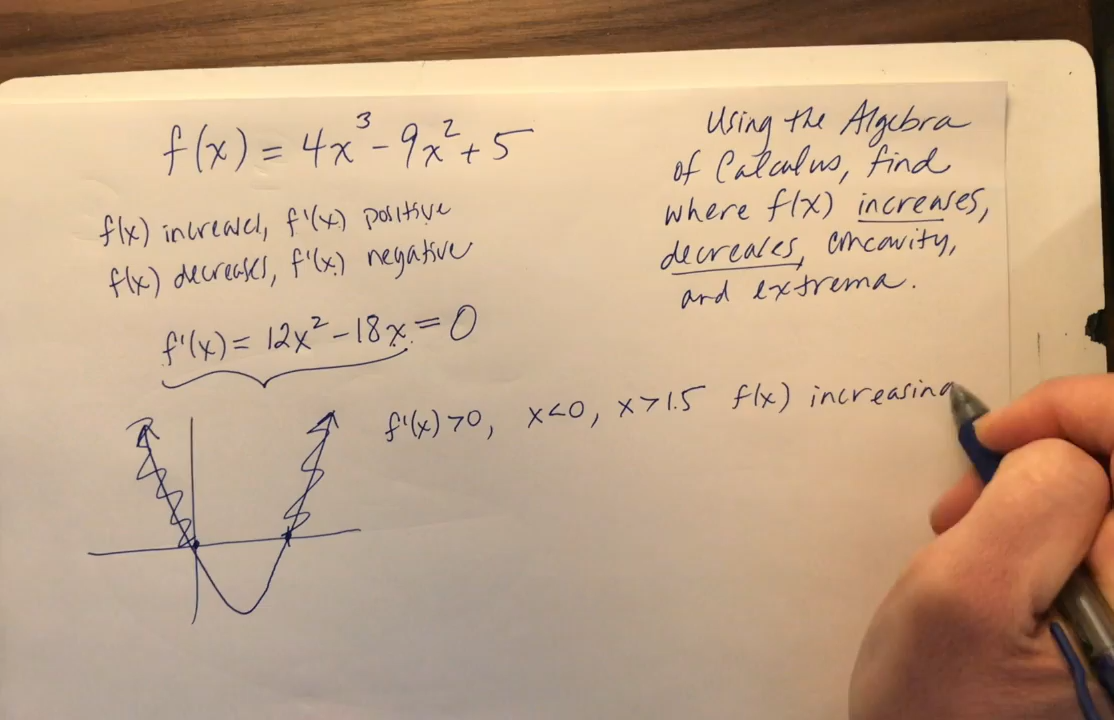 f(x) = 4x³ - 9x² + 5
Using the Algebra
of Calculus, find
where f(x) increases,
decreases, concavity,
and extrema.
f(x) increases, f'(x) positive
f(x) decreases, f'(x) negative
f'(x) = 12x² - 18x = 0
f'(x) > 0, x < 0, x > 1.5 f(x) increasing